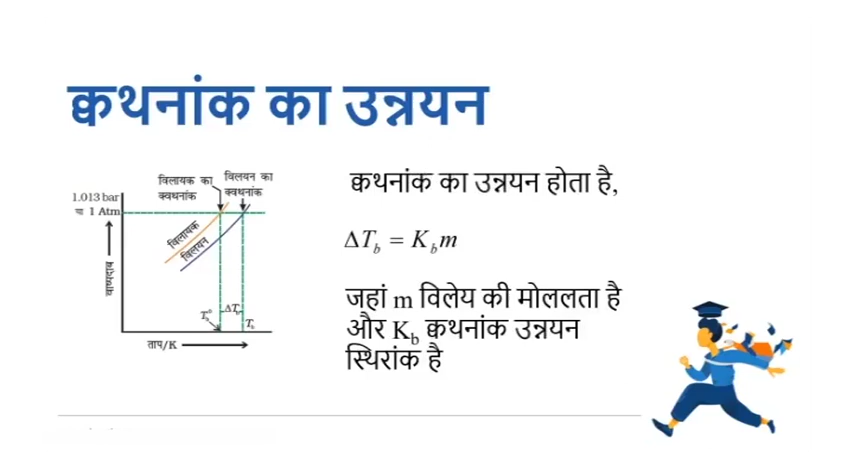 क्वथनांक का उन्नयन
विलायक का
क्वथनांक
विलयन का
क्वथनांक
1.013 bar
या 1 Atm
वाष्पदाब
विलायक
विलयन
T°b
ΔTb
Tb
ताप/K
क्वथनांक का उन्नयन होता है,
ΔTb = Kbm
जहां m विलेय की मोललता है
और Kb क्वथनांक उन्नयन
स्थिरांक है